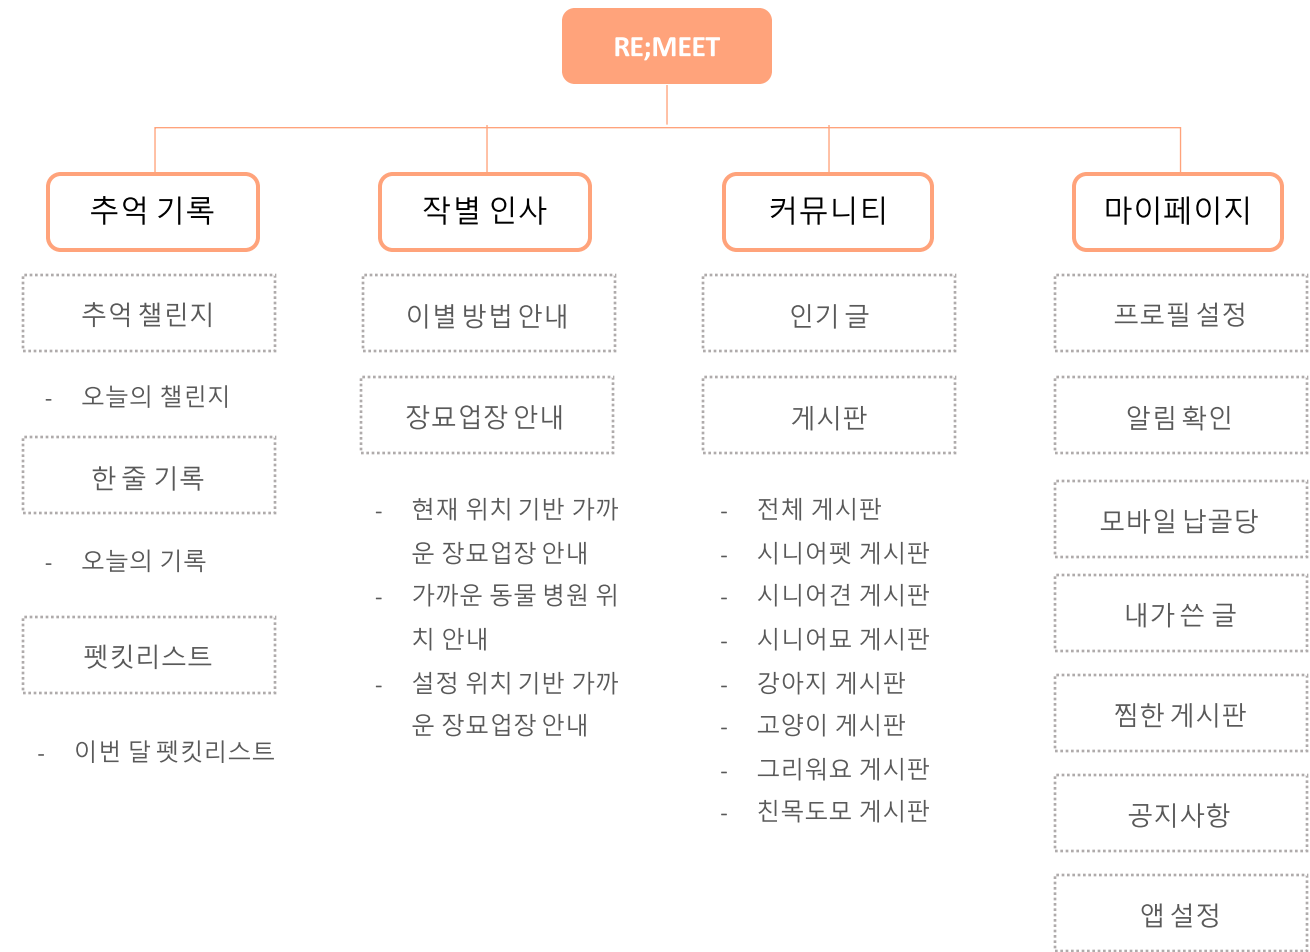 RE;MEET
추억 기록
추억 챌린지
- 오늘의 챌린지
한 줄 기록
- 오늘의 기록
펫킷리스트
- 이번 달 펫킷리스트
작별 인사
이별 방법 안내
장묘업장 안내
- 현재 위치 기반 가까
운 장묘업장 안내
- 가까운 동물 병원 위
치 안내
- 설정 위치 기반 가까
운 장묘업장 안내
커뮤니티
인기 글
게시판
- 전체 게시판
- 시니어펫 게시판
- 시니어견 게시판
- 시니어묘 게시판
- 강아지 게시판
- 고양이 게시판
- 그리워요 게시판
- 친목도모 게시판
마이페이지
프로필 설정
알림 확인
모바일 납골당
내가 쓴 글
찜한 게시판
공지사항
앱 설정